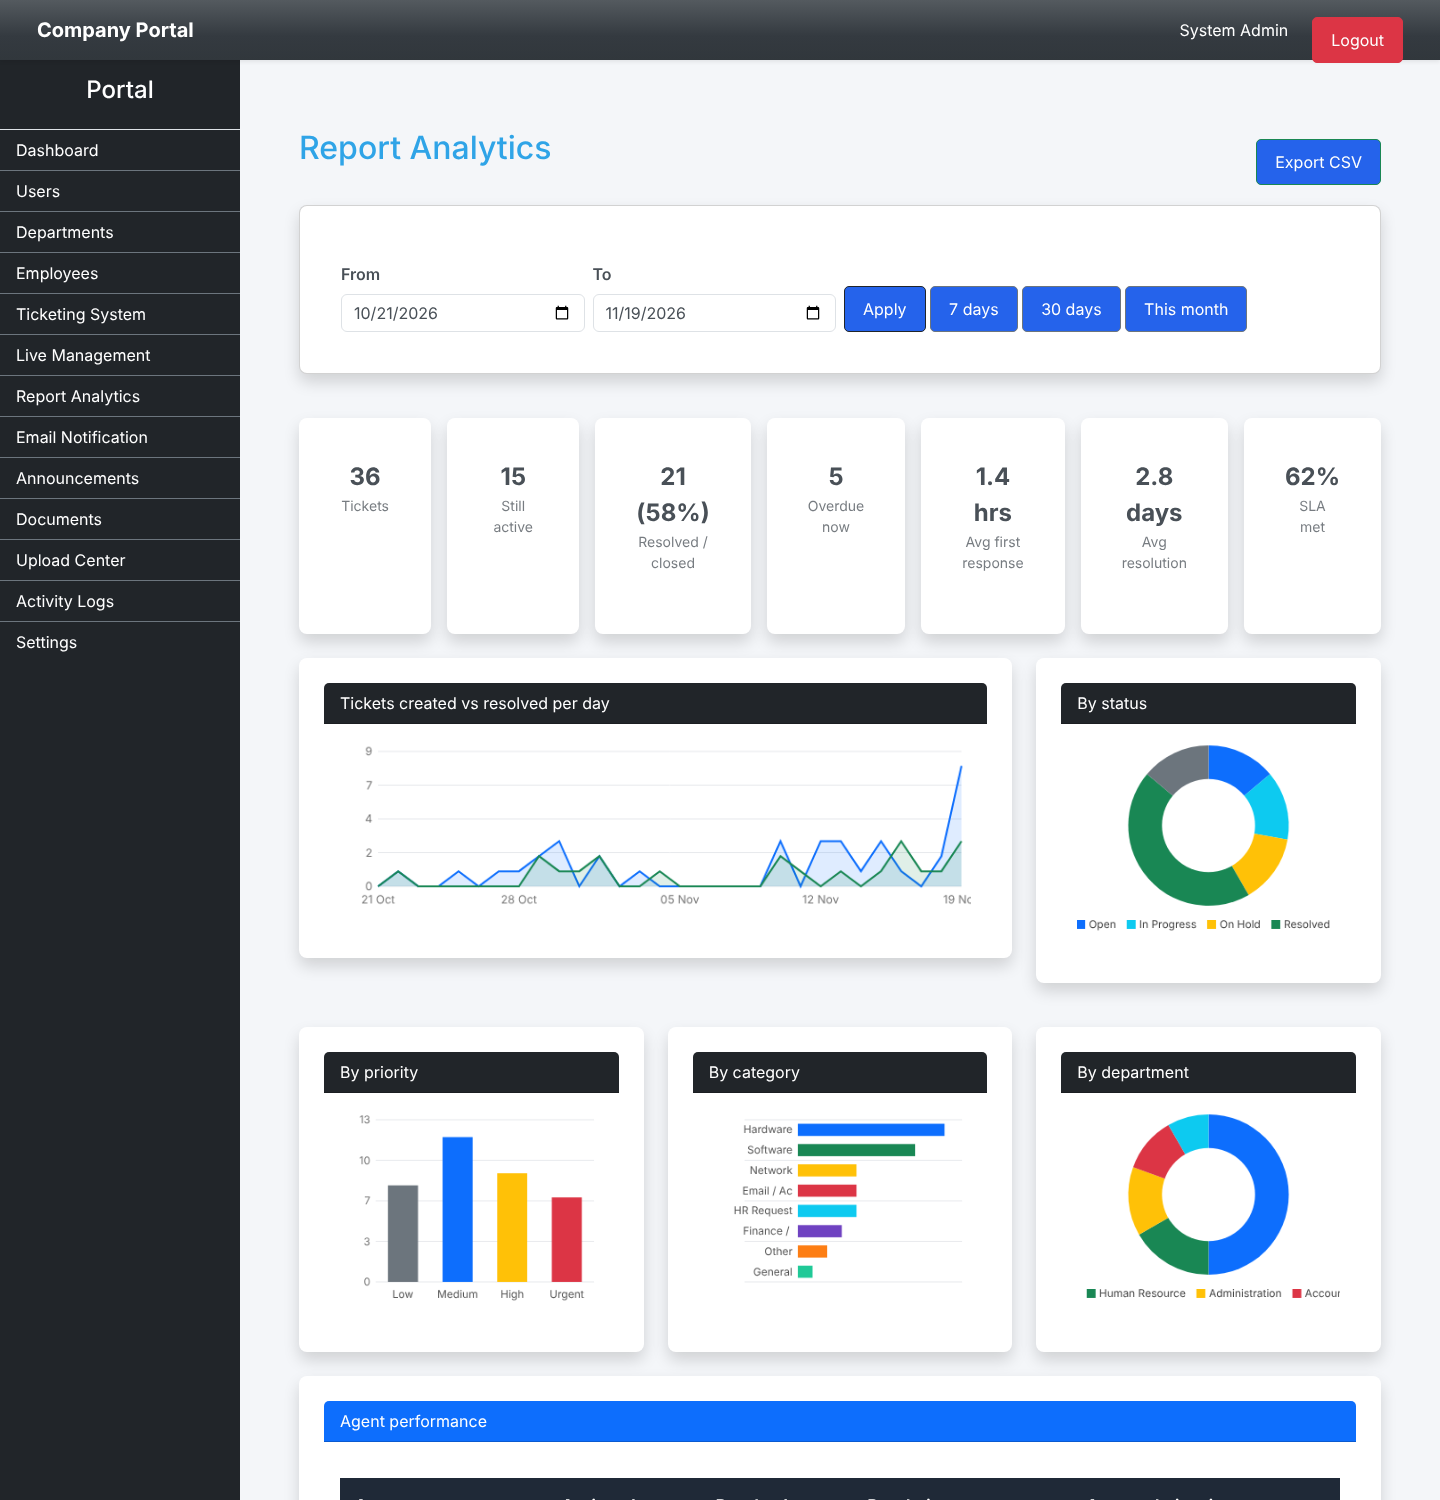 Company Portal
System Admin
Logout
Portal
Dashboard
Users
Departments
Employees
Ticketing System
Live Management
Report Analytics
Email Notification
Announcements
Documents
Upload Center
Activity Logs
Settings
Report Analytics
Export CSV
From
To
10/21/2026
11/19/2026
Apply
7 days
30 days
This month
36
Tickets
15
Still
active
21
(58%)
Resolved /
closed
5
Overdue
now
1.4
hrs
Avg first
response
2.8
days
Avg
resolution
62%
SLA
met
Tickets created vs resolved per day
9
7
4
2
0
21 Oct
28 Oct
05 Nov
12 Nov
19 No
By status
Open
In Progress
On Hold
Resolved
By priority
13
10
7
3
0
Low
Medium
High
Urgent
By category
Hardware
Software
Network
Email / Ac
HR Request
Finance /
Other
General
By department
Human Resource
Administration
Accour
Agent performance